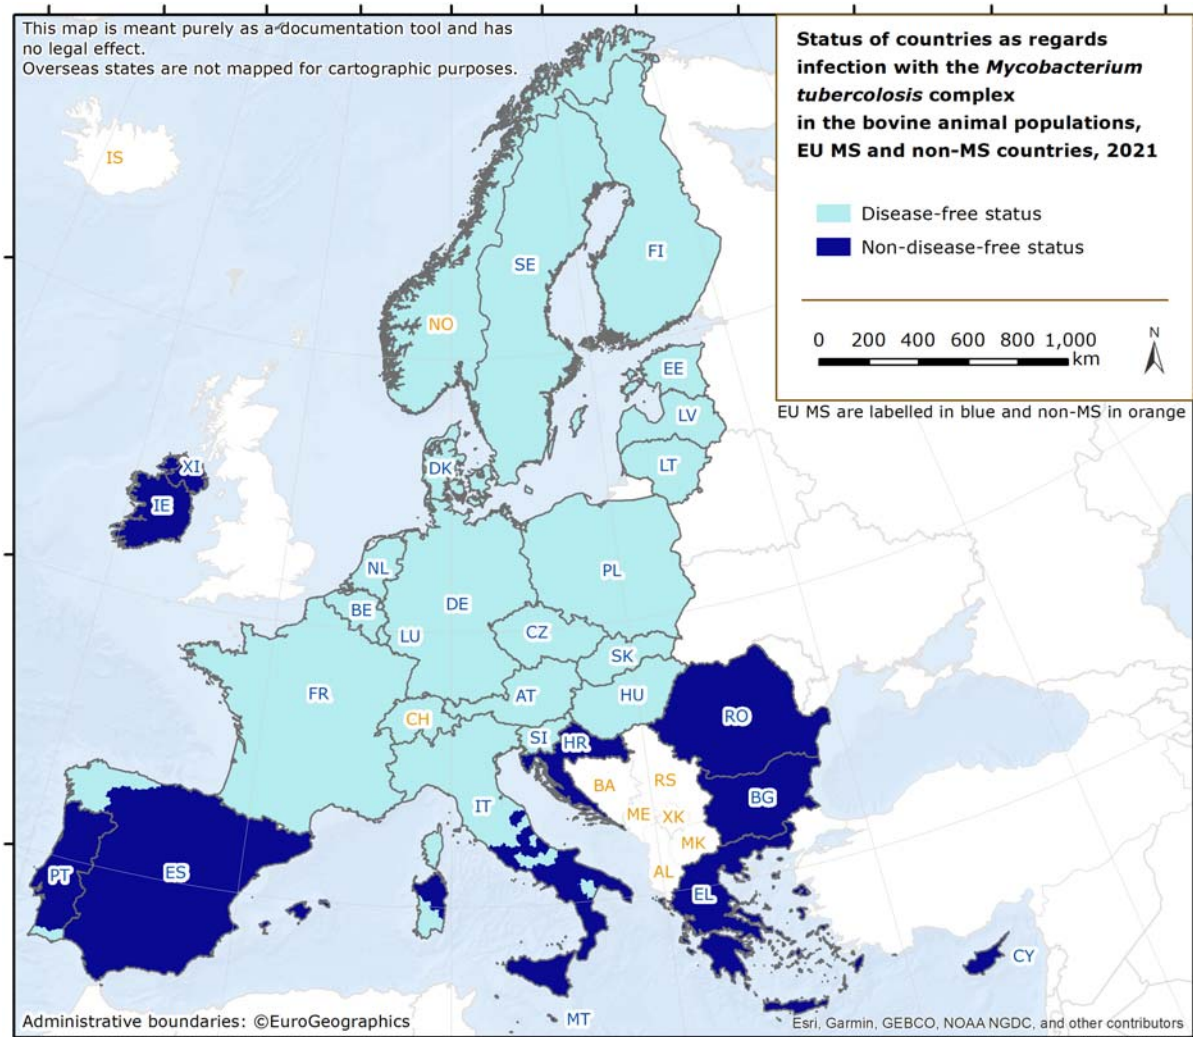 This map is meant purely as a documentation tool and has
no legal effect.
Overseas states are not mapped for cartographic purposes.
Status of countries as regards
infection with the Mycobacterium
tubercolosis complex
in the bovine animal populations,
EU MS and non-MS countries, 2021
Disease-free status
Non-disease-free status
0 200 400 600 800 1,000
km
N
EU MS are labelled in blue and non-MS in orange
IS
SE
FI
NO
EE
LV
LT
DK
XI
IE
NL
PL
BE
DE
LU
CZ
SK
FR
AT
HU
CH
SI
HR
RO
BA
RS
BG
IT
ME
XK
MK
AL
PT
ES
EL
CY
MT
Administrative boundaries: ©EuroGeographics
Esri, Garmin, GEBCO, NOAA NGDC, and other contributors